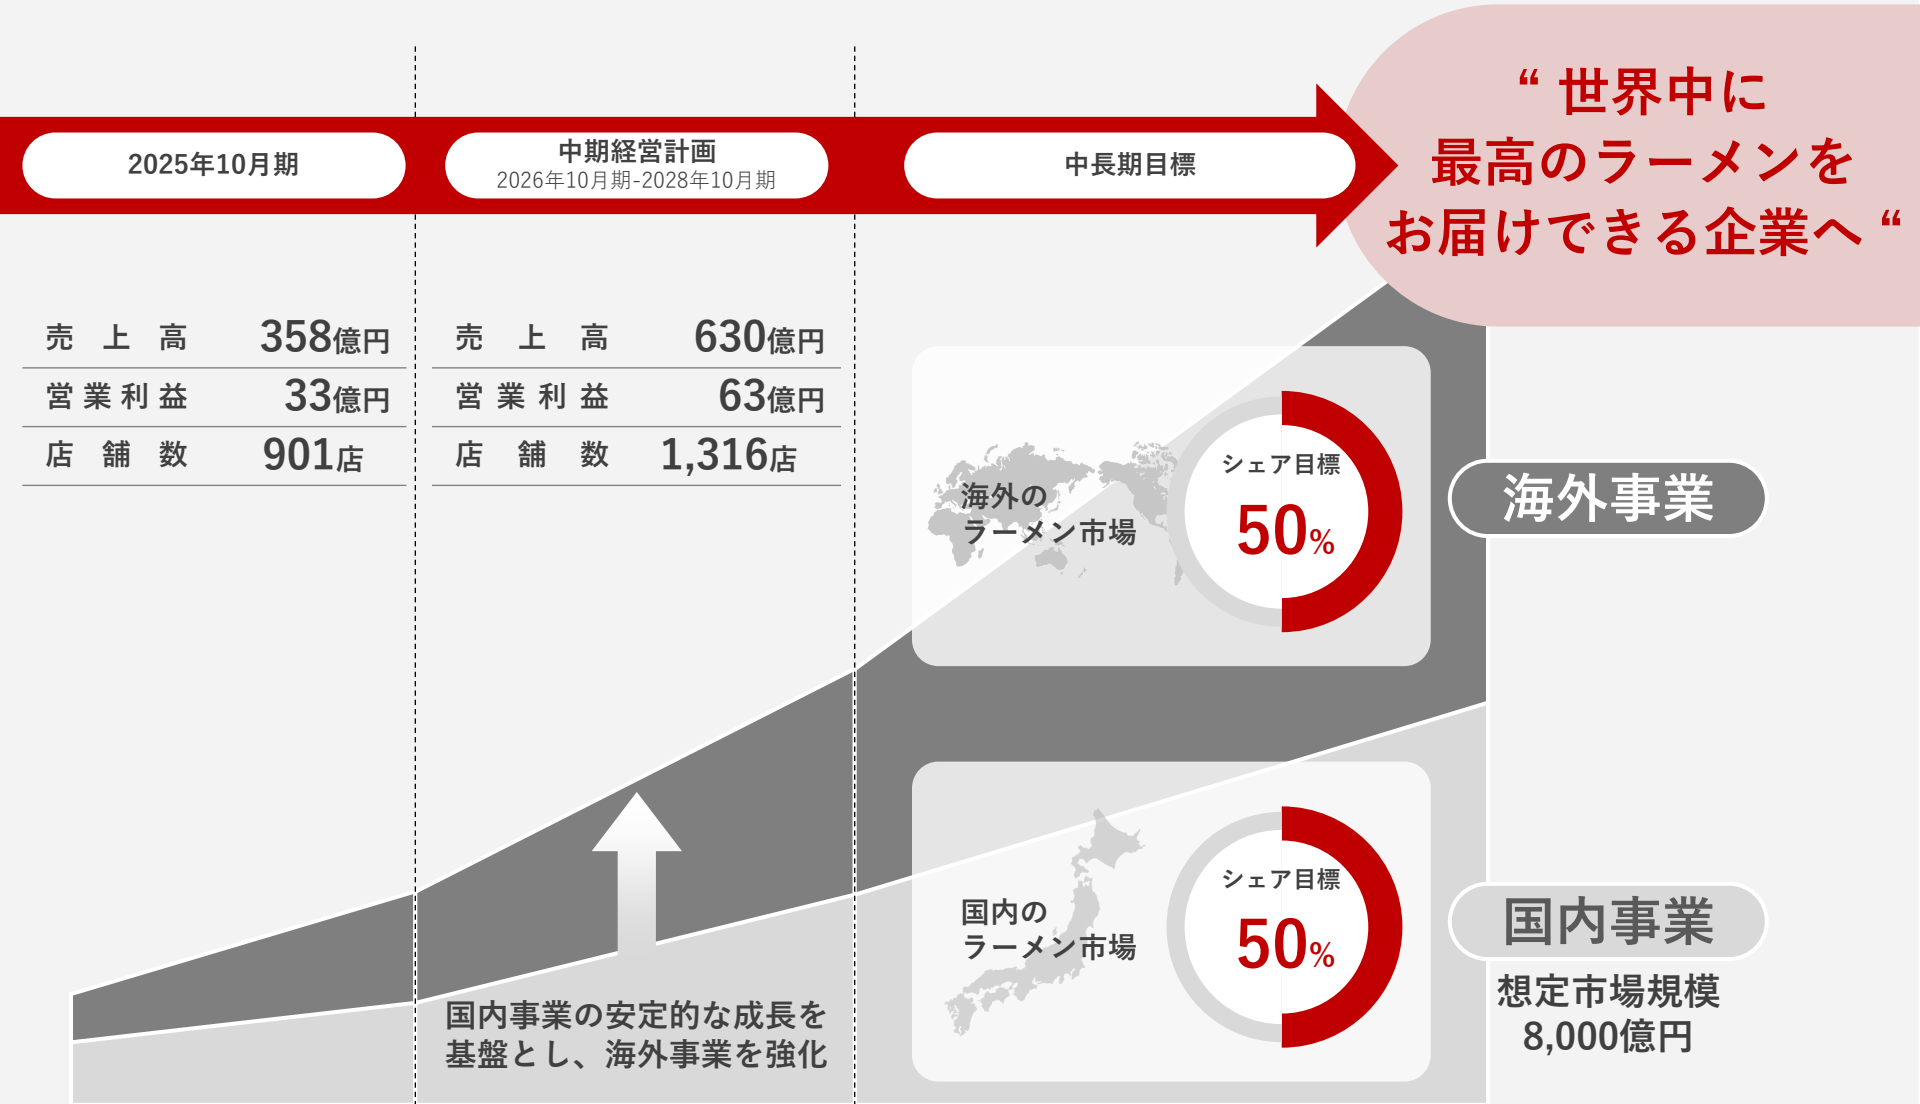 “ 世界中に
最高のラーメンを
お届けできる企業へ “
2025年10月期
中期経営計画
2026年10月期-2028年10月期
中長期目標
売上高 358億円
営業利益 33億円
店舗数 901店
売上高 630億円
営業利益 63億円
店舗数 1,316店
海外の
ラーメン市場
シェア目標
50%
海外事業
国内の
ラーメン市場
シェア目標
50%
国内事業
想定市場規模
8,000億円
国内事業の安定的な成長を
基盤とし、海外事業を強化